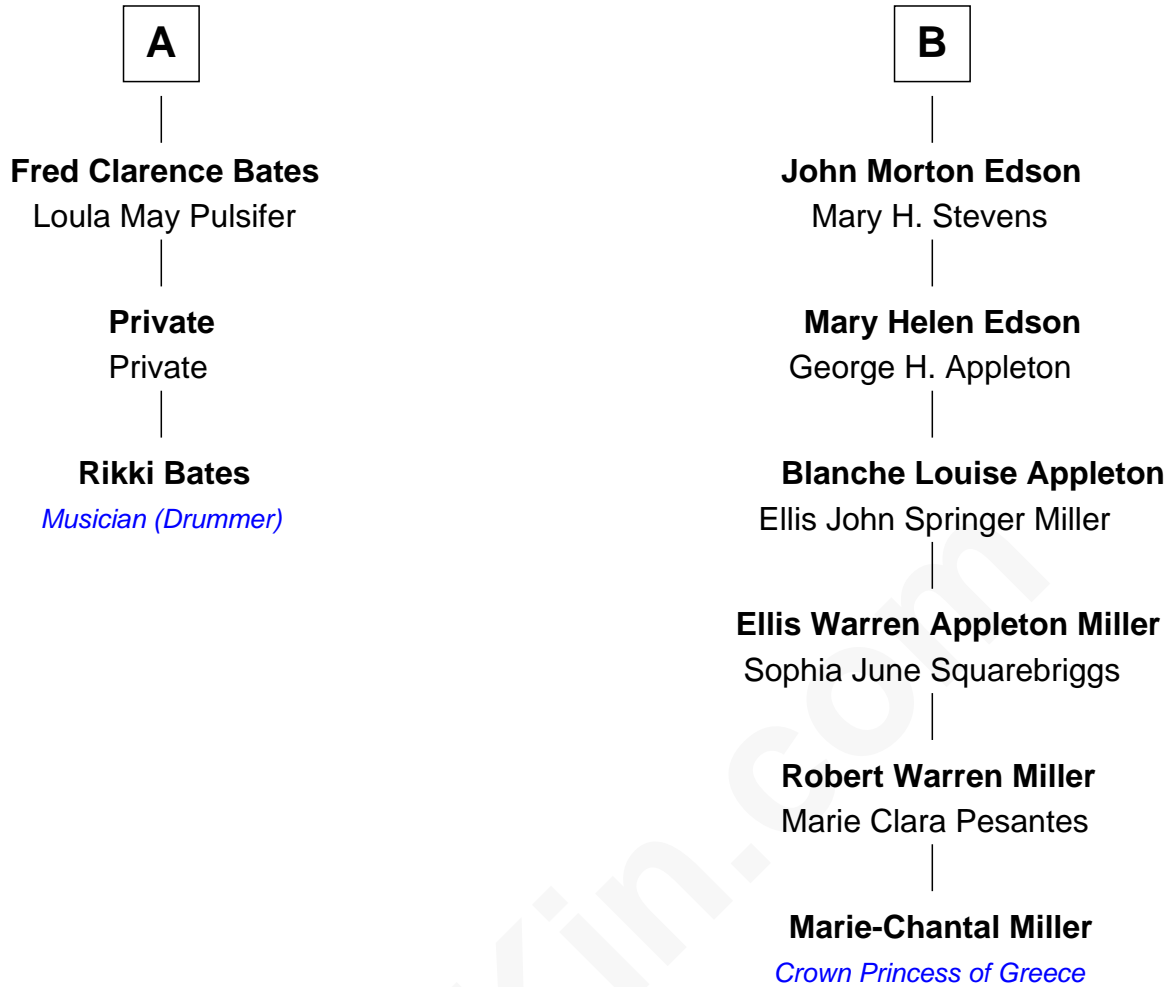 A
Fred Clarence Bates
Loula May Pulsifer
Private
Private
Rikki Bates
Musician (Drummer)
B
John Morton Edson
Mary H. Stevens
Mary Helen Edson
George H. Appleton
Blanche Louise Appleton
Ellis John Springer Miller
Ellis Warren Appleton Miller
Sophia June Squarebriggs
Robert Warren Miller
Marie Clara Pesantes
Marie-Chantal Miller
Crown Princess of Greece